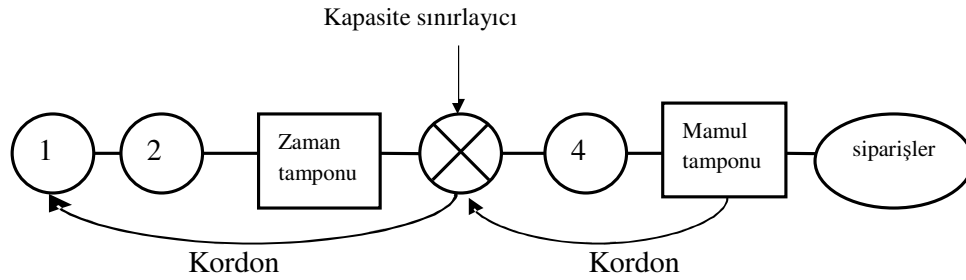 Kapasite sınırlayıcı
1
2
Zaman
tamponu
4
Mamul
tamponu
siparişler
Kordon
Kordon